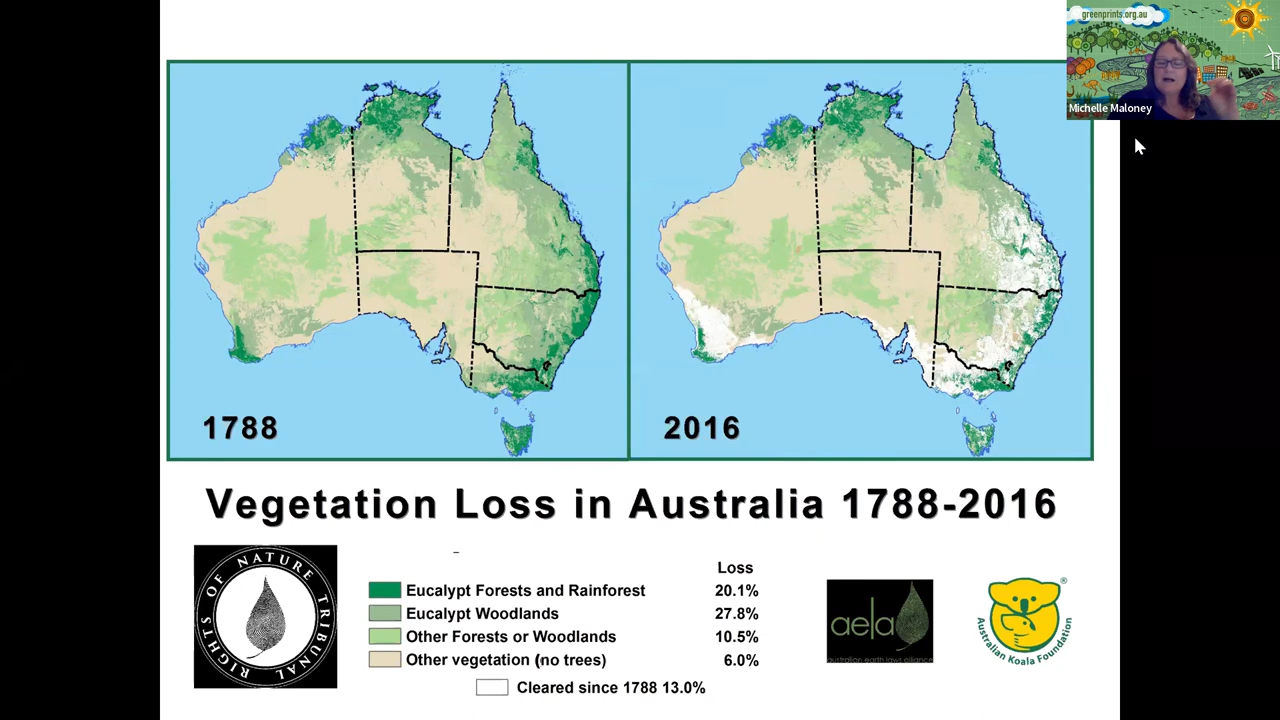 greenprints.org.au
Michelle Maloney
1788
2016
Vegetation Loss in Australia 1788-2016
RIGHTS OF NATURE TRIBUNAL
Loss
Eucalypt Forests and Rainforest 20.1%
Eucalypt Woodlands 27.8%
Other Forests or Woodlands 10.5%
Other vegetation (no trees) 6.0%
Cleared since 1788 13.0%
aela
australian earth laws alliance
Australian Koala Foundation
®